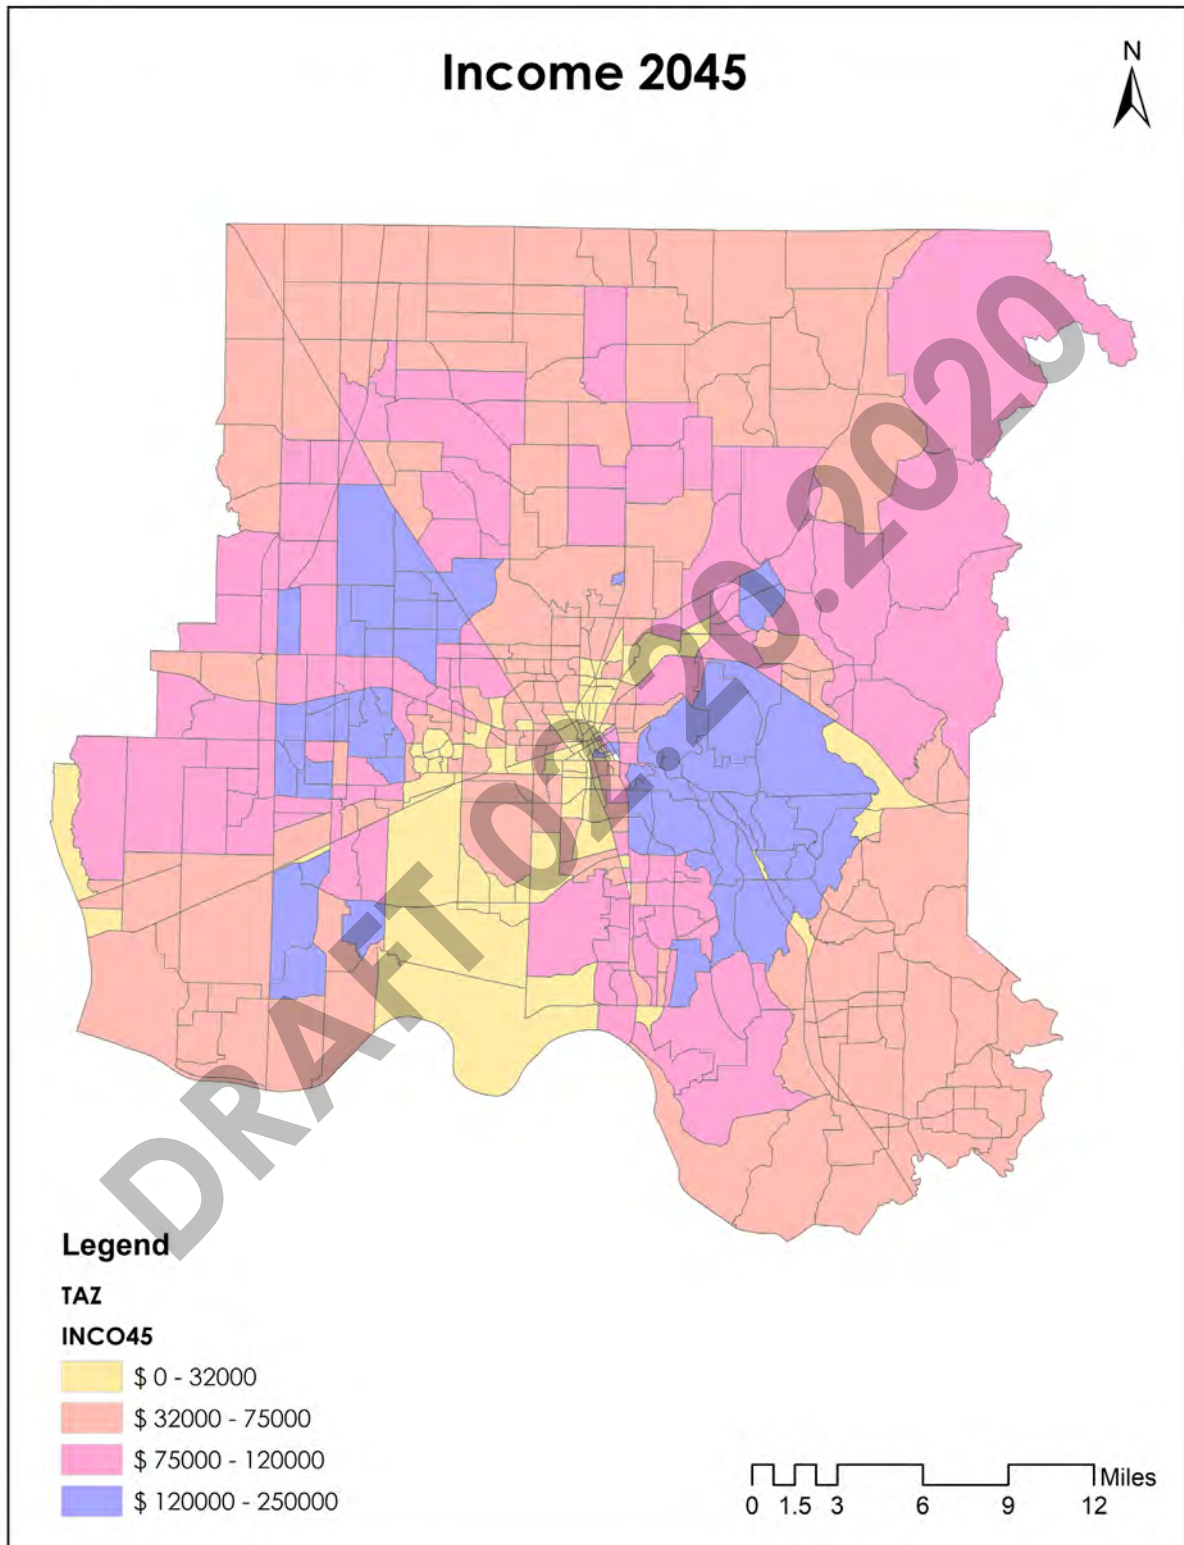 Income 2045
N
DRAFT 02.20.2020
Legend
TAZ
INCO45
$ 0 - 32000
$ 32000 - 75000
$ 75000 - 120000
$ 120000 - 250000
Miles
0 1.5 3 6 9 12